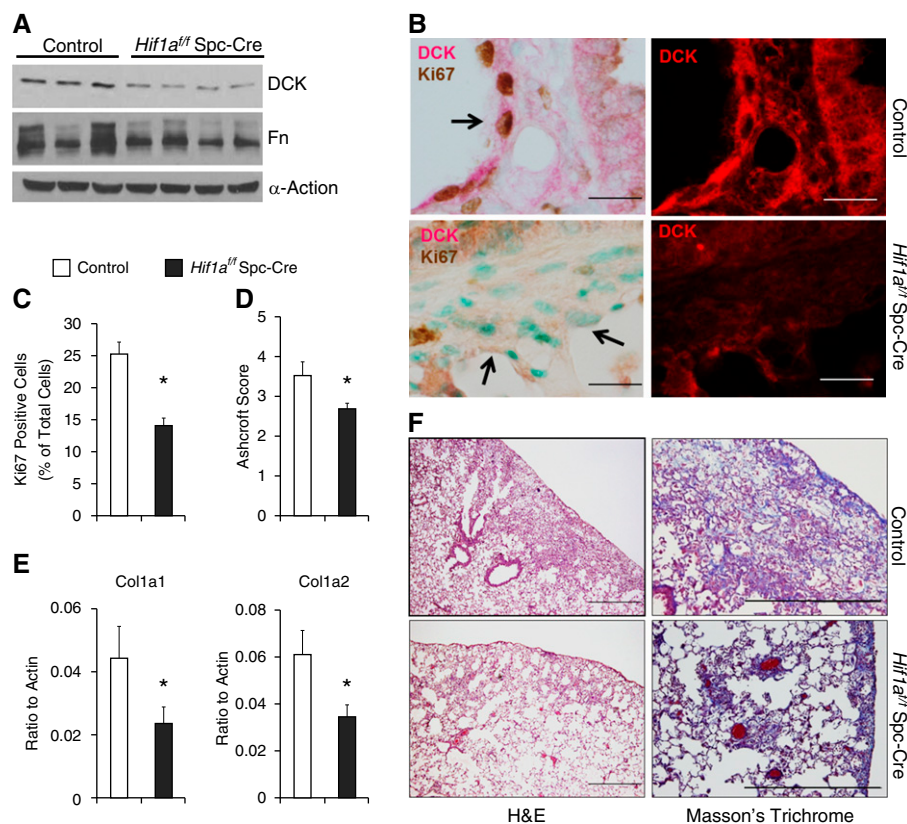 A
Control
Hif1a^f/f Spc-Cre
DCK
Fn
α-Action
B
DCK
Ki67
DCK
Control
DCK
Ki67
DCK
Hif1a^f/f Spc-Cre
Control
Hif1a^f/f Spc-Cre
C
Ki67 Positive Cells
(% of Total Cells)
30
25
20
15
10
5
0
*
D
Ashcroft Score
5
4
3
2
1
0
*
E
Col1a1
Ratio to Actin
0.06
0.04
0.02
0
*
Col1a2
Ratio to Actin
0.08
0.06
0.04
0.02
0
*
F
Control
Hif1a^f/f Spc-Cre
H&E
Masson's Trichrome